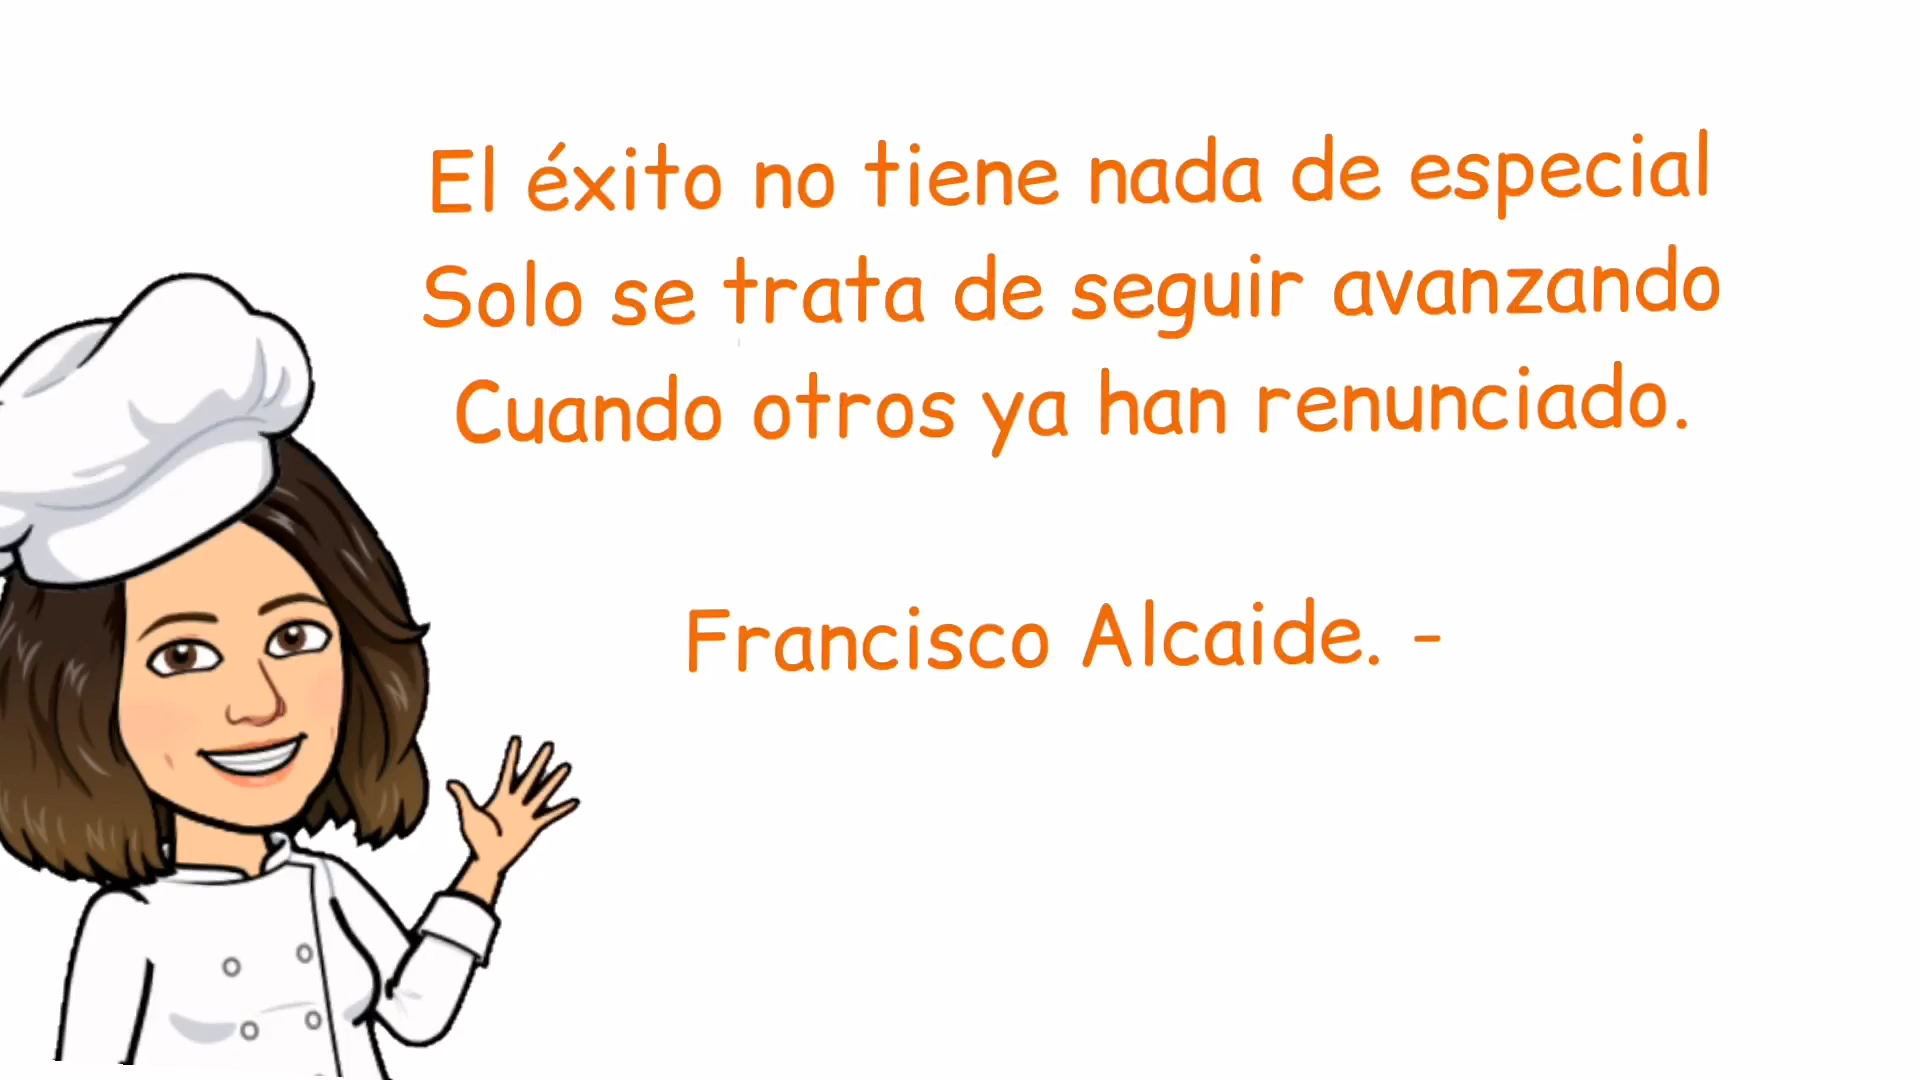 El éxito no tiene nada de especial
Solo se trata de seguir avanzando
Cuando otros ya han renunciado.
Francisco Alcaide. -